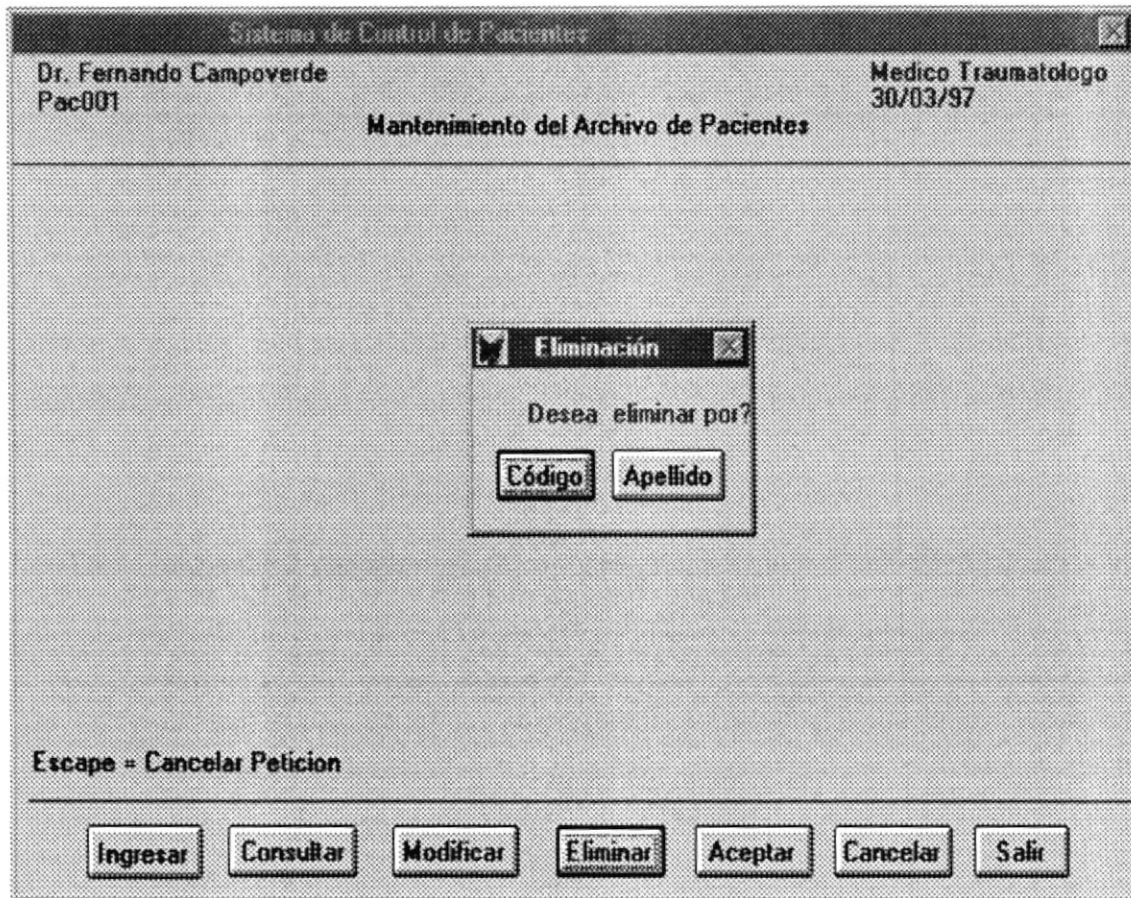 Sistema de Control de Pacientes
Dr. Fernando Campoverde
Medico Traumatologo
Pac001
30/03/97
Mantenimiento del Archivo de Pacientes
Eliminación
Desea eliminar por?
Código Apellido
Escape = Cancelar Peticion
Ingresar Consultar Modificar Eliminar Aceptar Cancelar Salir